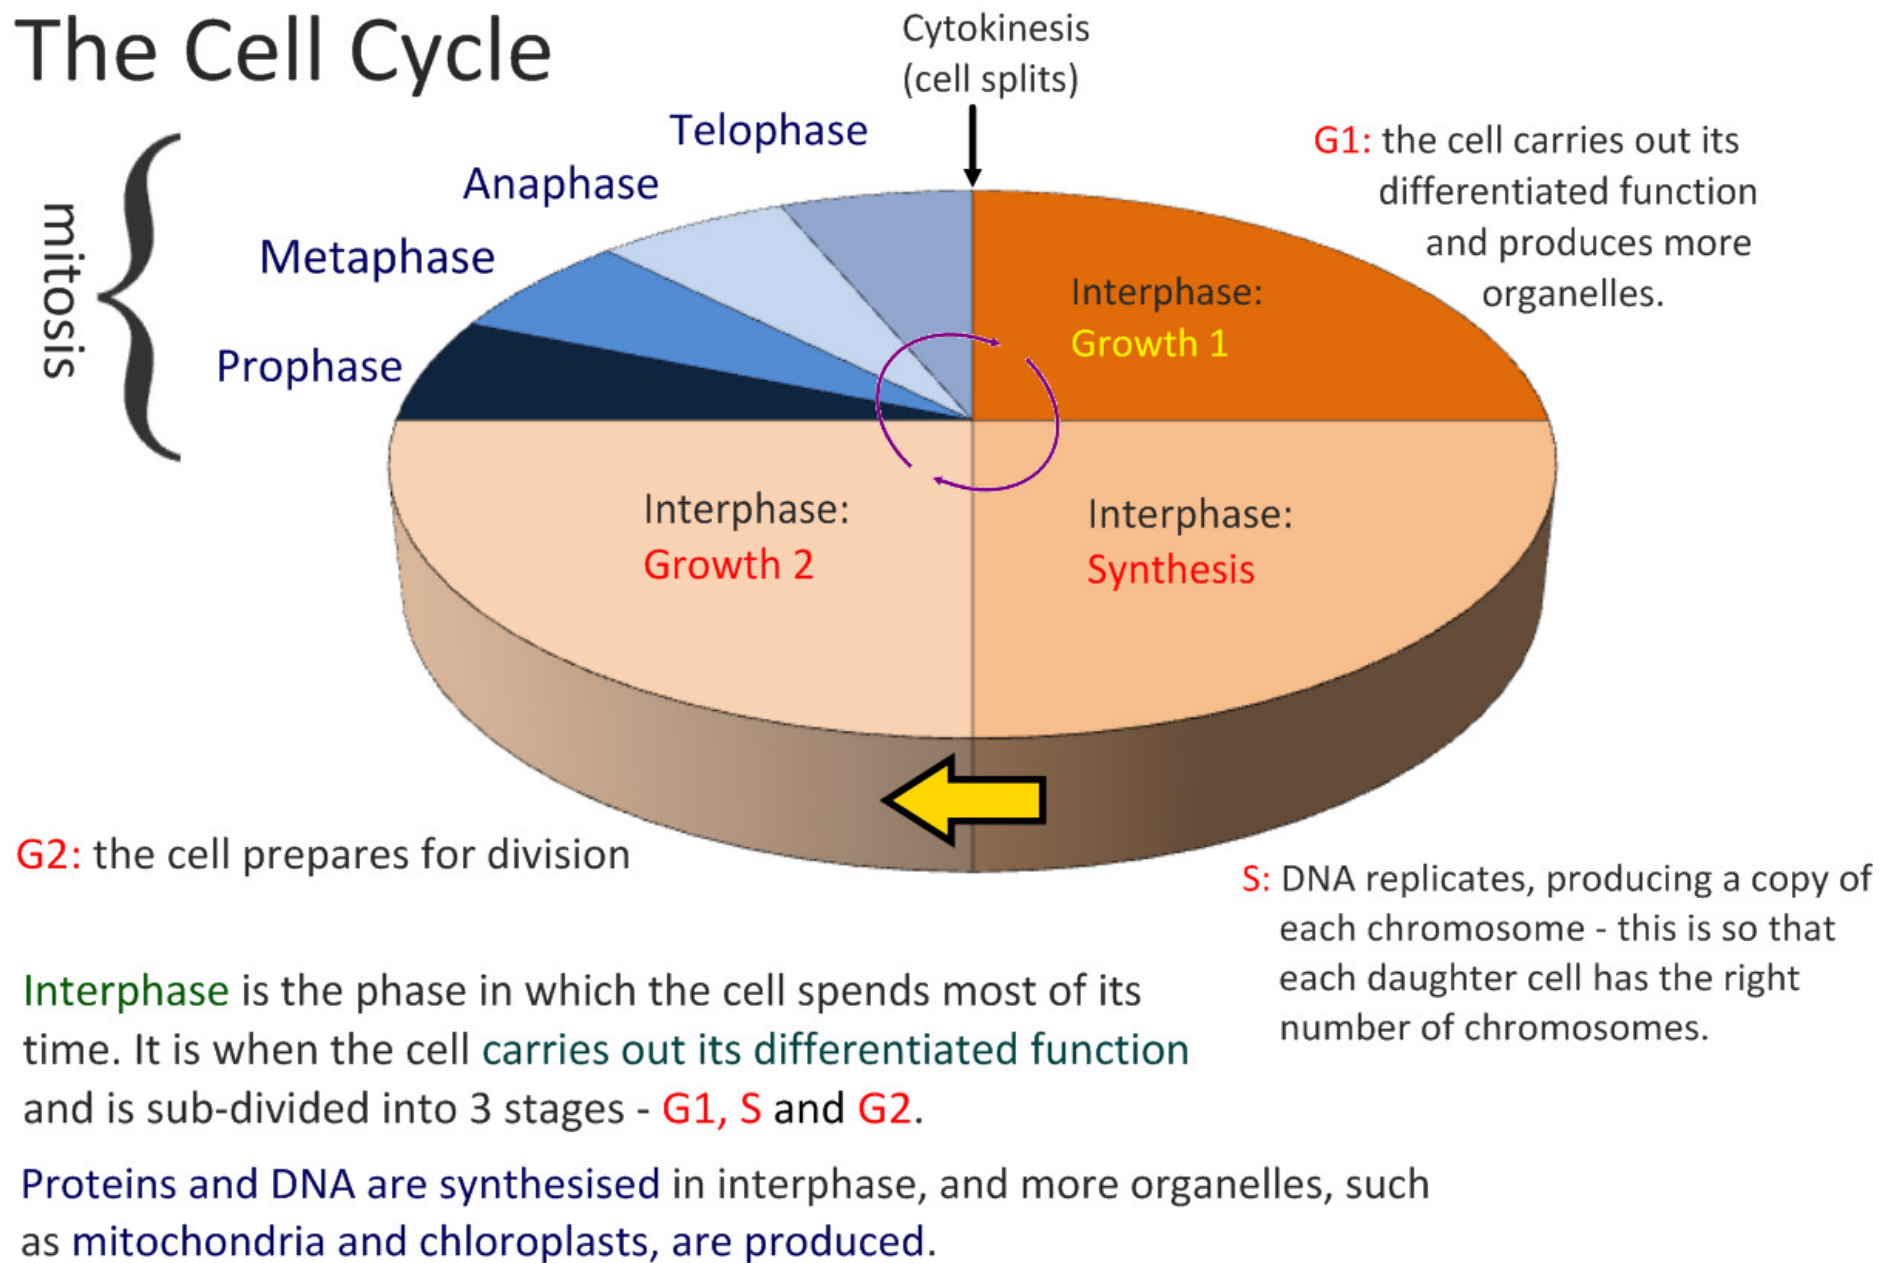 The Cell Cycle
Cytokinesis
(cell splits)
Telophase
Anaphase
Metaphase
Prophase
mitosis
G1: the cell carries out its
differentiated function
and produces more
organelles.
Interphase:
Growth 1
Interphase:
Growth 2
Interphase:
Synthesis
G2: the cell prepares for division
S: DNA replicates, producing a copy of
each chromosome - this is so that
each daughter cell has the right
number of chromosomes.
Interphase is the phase in which the cell spends most of its
time. It is when the cell carries out its differentiated function
and is sub-divided into 3 stages - G1, S and G2.
Proteins and DNA are synthesised in interphase, and more organelles, such
as mitochondria and chloroplasts, are produced.